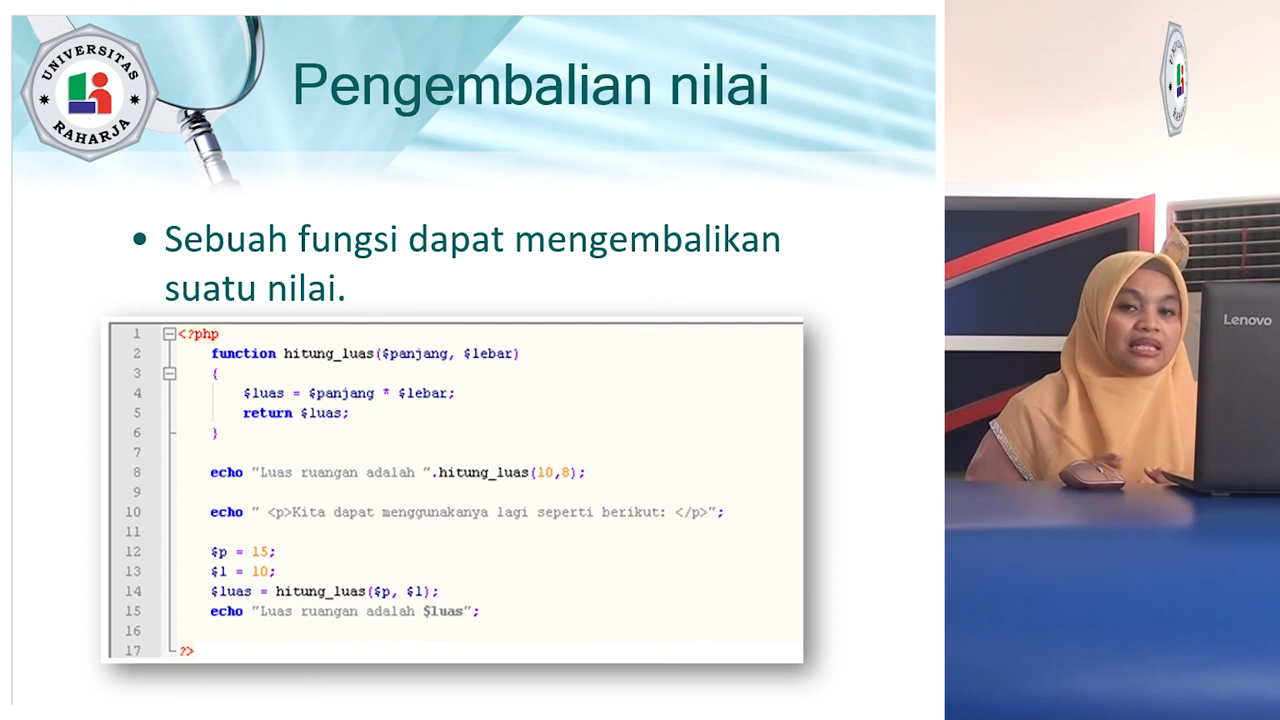 UNIVERSITAS
RAHARJA
Pengembalian nilai
• Sebuah fungsi dapat mengembalikan
suatu nilai.
1 <?php
2 function hitung_luas($panjang, $lebar)
3 {
4 $luas = $panjang * $lebar;
5 return $luas;
6 }
7
8 echo "Luas ruangan adalah ".hitung_luas(10,8);
9
10 echo " <p>Kita dapat menggunakanya lagi seperti berikut: </p>";
11
12 $p = 15;
13 $l = 10;
14 $luas = hitung_luas($p, $l);
15 echo "Luas ruangan adalah $luas";
16
17 ?>
Lenovo